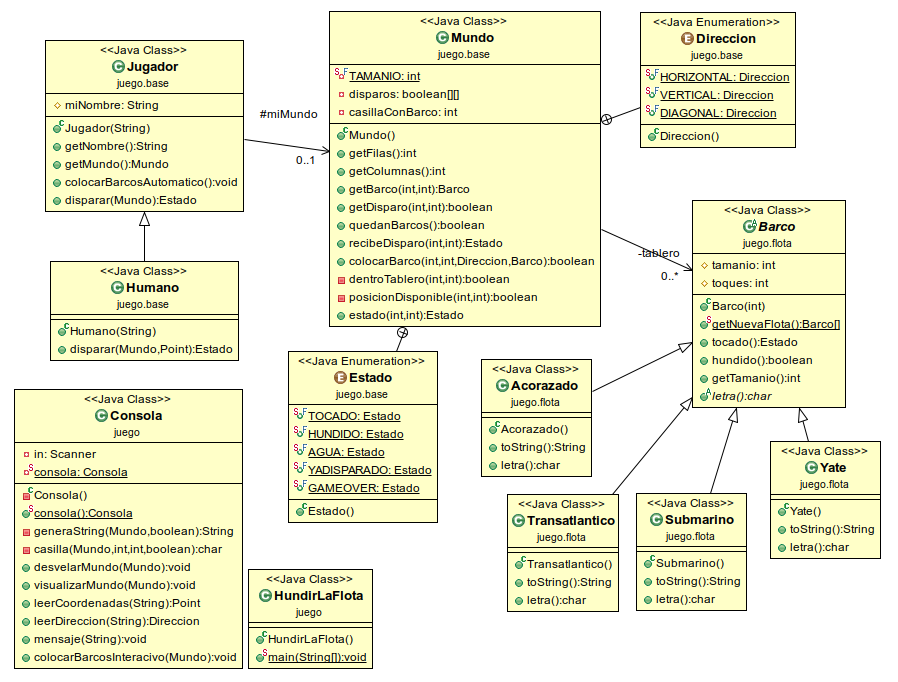 <<Java Class>>
Jugador
juego.base
miNombre: String
Jugador(String)
getNombre():String
getMundo():Mundo
colocarBarcosAutomatico():void
disparar(Mundo):Estado
#miMundo
0..1
<<Java Class>>
Mundo
juego.base
TAMANIO: int
disparos: boolean[][]
casillaConBarco: int
Mundo()
getFilas():int
getColumnas():int
getBarco(int,int):Barco
getDisparo(int,int):boolean
quedanBarcos():boolean
recibeDisparo(int,int):Estado
colocarBarco(int,int,Direccion,Barco):boolean
dentroTablero(int,int):boolean
posicionDisponible(int,int):boolean
estado(int,int):Estado
<<Java Enumeration>>
Direccion
juego.base
HORIZONTAL: Direccion
VERTICAL: Direccion
DIAGONAL: Direccion
Direccion()
-tablero
0..*
<<Java Class>>
Barco
juego.flota
tamanio: int
toques: int
Barco(int)
getNuevaFlota():Barco[]
tocado():Estado
hundido():boolean
getTamanio():int
letra():char
<<Java Class>>
Humano
juego.base
Humano(String)
disparar(Mundo,Point):Estado
<<Java Enumeration>>
Estado
juego.base
TOCADO: Estado
HUNDIDO: Estado
AGUA: Estado
YADISPARADO: Estado
GAMEOVER: Estado
Estado()
<<Java Class>>
Acorazado
juego.flota
Acorazado()
toString():String
letra():char
<<Java Class>>
Consola
juego
in: Scanner
consola: Consola
Consola()
consola():Consola
generaString(Mundo,boolean):String
casilla(Mundo,int,int,boolean):char
desvelarMundo(Mundo):void
visualizarMundo(Mundo):void
leerCoordenadas(String):Point
leerDireccion(String):Direccion
mensaje(String):void
colocarBarcosInteracivo(Mundo):void
<<Java Class>>
HundirLaFlota
juego
HundirLaFlota()
main(String[]):void
<<Java Class>>
Transatlantico
juego.flota
Transatlantico()
toString():String
letra():char
<<Java Class>>
Submarino
juego.flota
Submarino()
toString():String
letra():char
<<Java Class>>
Yate
juego.flota
Yate()
toString():String
letra():char